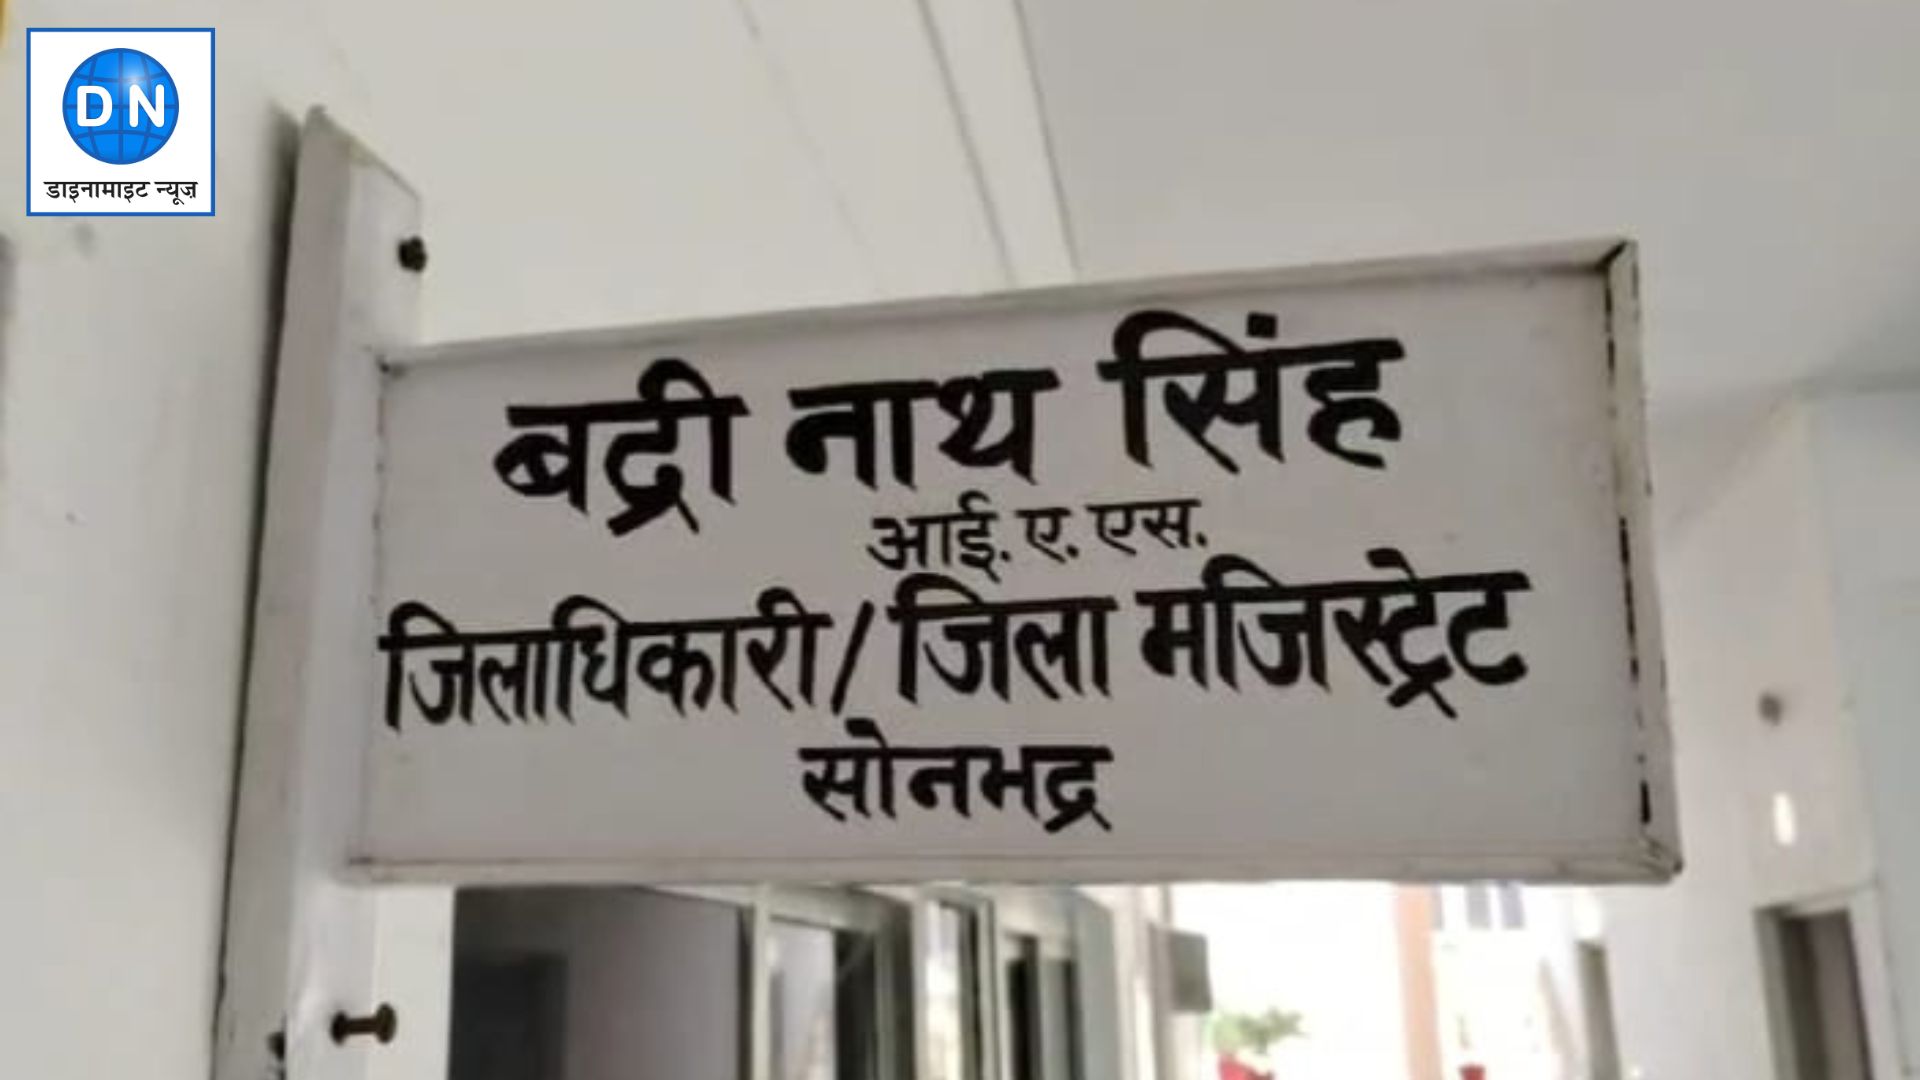 DN
डाइनामाइट न्यूज़
बद्री नाथ सिंह
आई. ए. एस.
जिलाधिकारी/जिला मजिस्ट्रेट
सोनभद्र